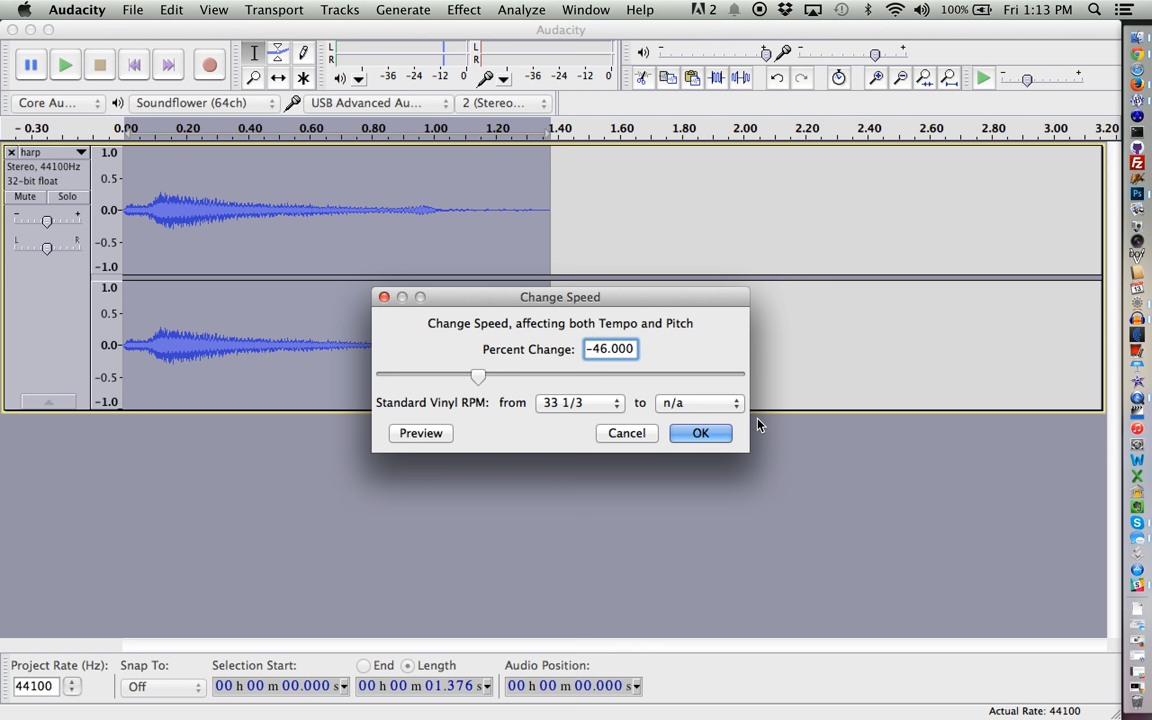 Audacity File Edit View Transport Tracks Generate Effect Analyze Window Help 2 100% Fri 1:13 PM
Audacity
L
R
-36 -24 -12 0
L
R
-36 -24 -12 0
Core Au... Soundflower (64ch) USB Advanced Au... 2 (Stereo...
- 0.30 0.00 0.20 0.40 0.60 0.80 1.00 1.20 1.40 1.60 1.80 2.00 2.20 2.40 2.60 2.80 3.00 3.20
harp
Stereo, 44100Hz
32-bit float
Mute Solo
- +
L R
1.0
0.5
0.0
-0.5
-1.0
1.0
0.5
0.0
-0.5
-1.0
Change Speed
Change Speed, affecting both Tempo and Pitch
Percent Change: -46.000
Standard Vinyl RPM: from 33 1/3 to n/a
Preview Cancel OK
Project Rate (Hz): Snap To: Selection Start: End Length Audio Position:
44100 Off 00 h 00 m 00.000 s 00 h 00 m 01.376 s 00 h 00 m 00.000 s
Actual Rate: 44100